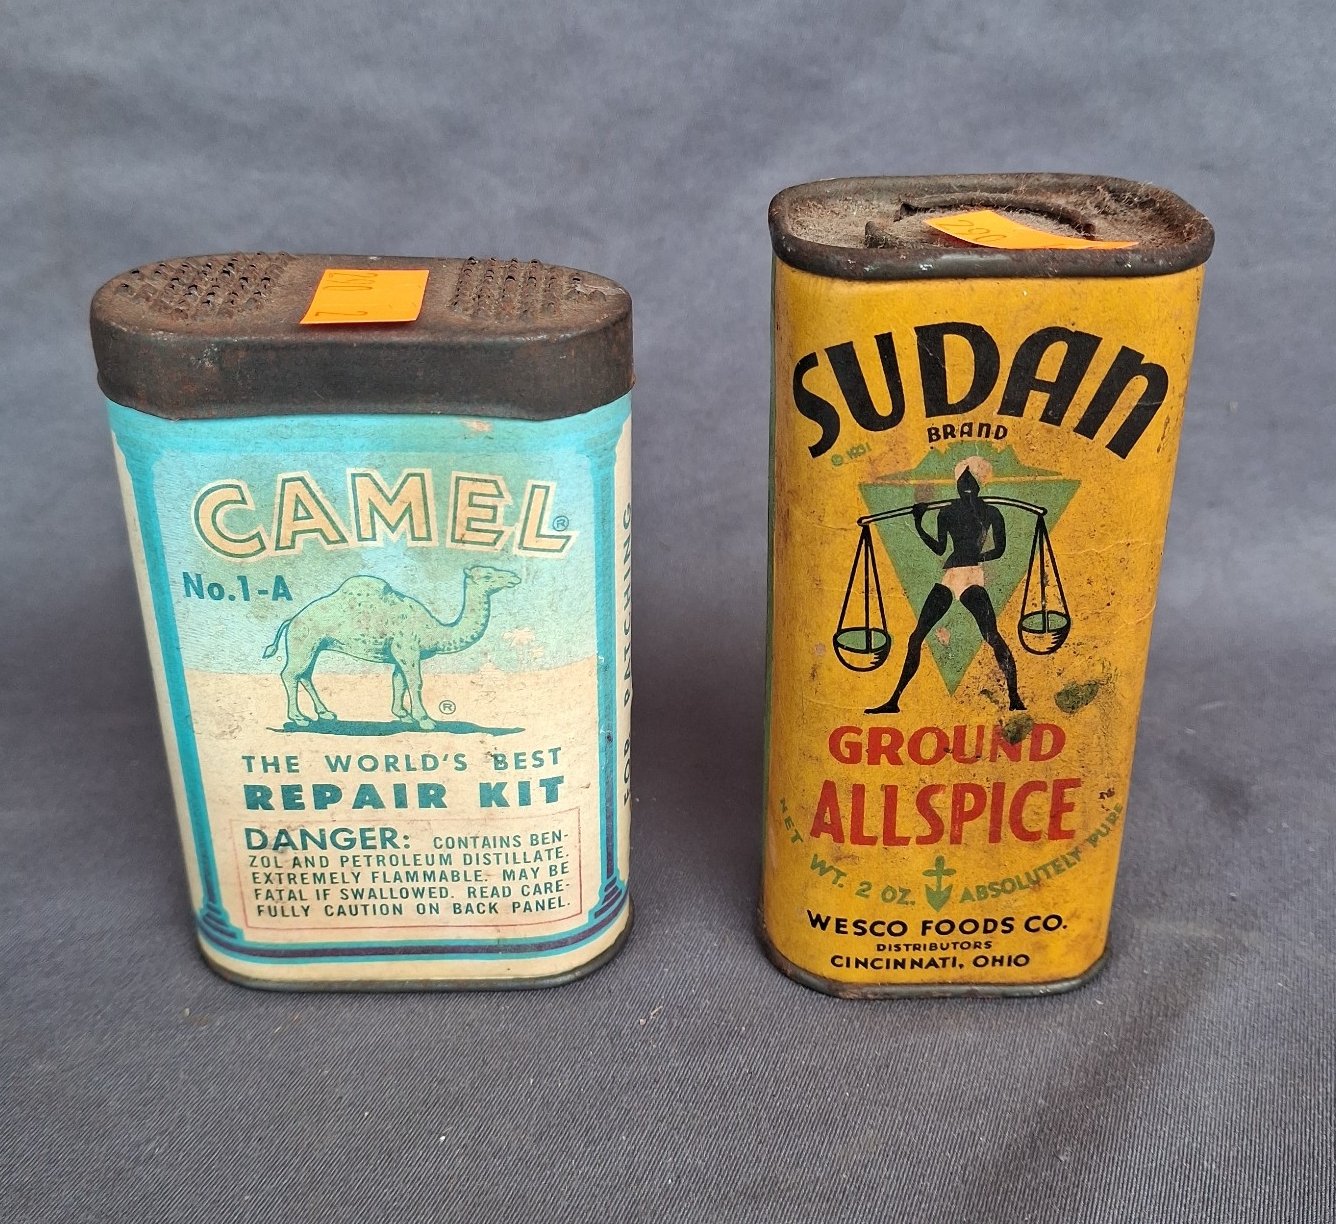 CAMEL®
No.1-A
®
THE WORLD'S BEST
REPAIR KIT
DANGER: CONTAINS BEN-
ZOL AND PETROLEUM DISTILLATE.
EXTREMELY FLAMMABLE. MAY BE
FATAL IF SWALLOWED. READ CARE-
FULLY CAUTION ON BACK PANEL.
FOR PATCHING
SUDAN
BRAND
© 1931
GROUND
ALLSPICE
NET WT. 2 OZ. ABSOLUTELY PURE
WESCO FOODS CO.
DISTRIBUTORS
CINCINNATI, OHIO